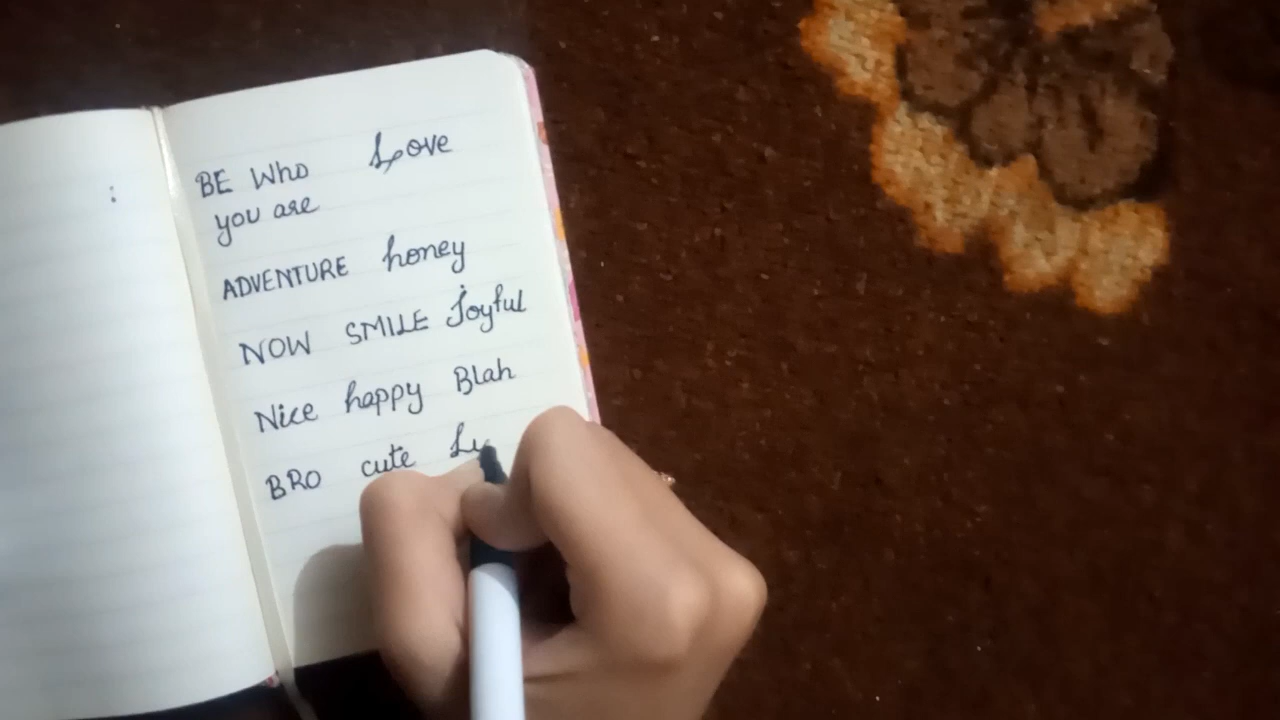 BE Who Love
you are
ADVENTURE honey
NOW SMILE Joyful
Nice happy Blah
BRO cute